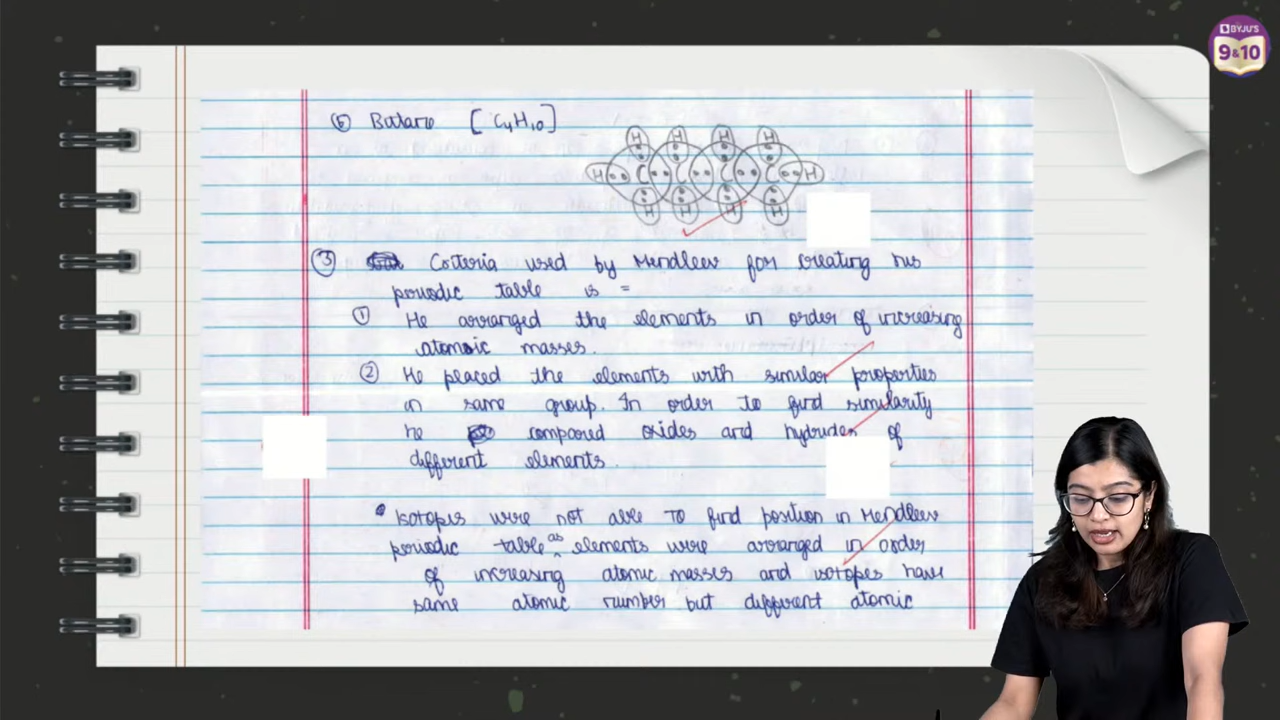 BYJU'S
9&10
⑤ Butane [C₄H₁₀]
H H H H
H C C C C H
H H H H
③ Criteria used by Mendleev for creating his
periodic table is =
① He arranged the elements in order of increasing
atomic masses.
② He placed the elements with similar properties
in same group. In order to find similarity
he compared oxides and hydrides of
different elements.
Isotopes were not able to find position in Mendleev
periodic table as elements were arranged in order
of increasing atomic masses and isotopes have
same atomic number but different atomic